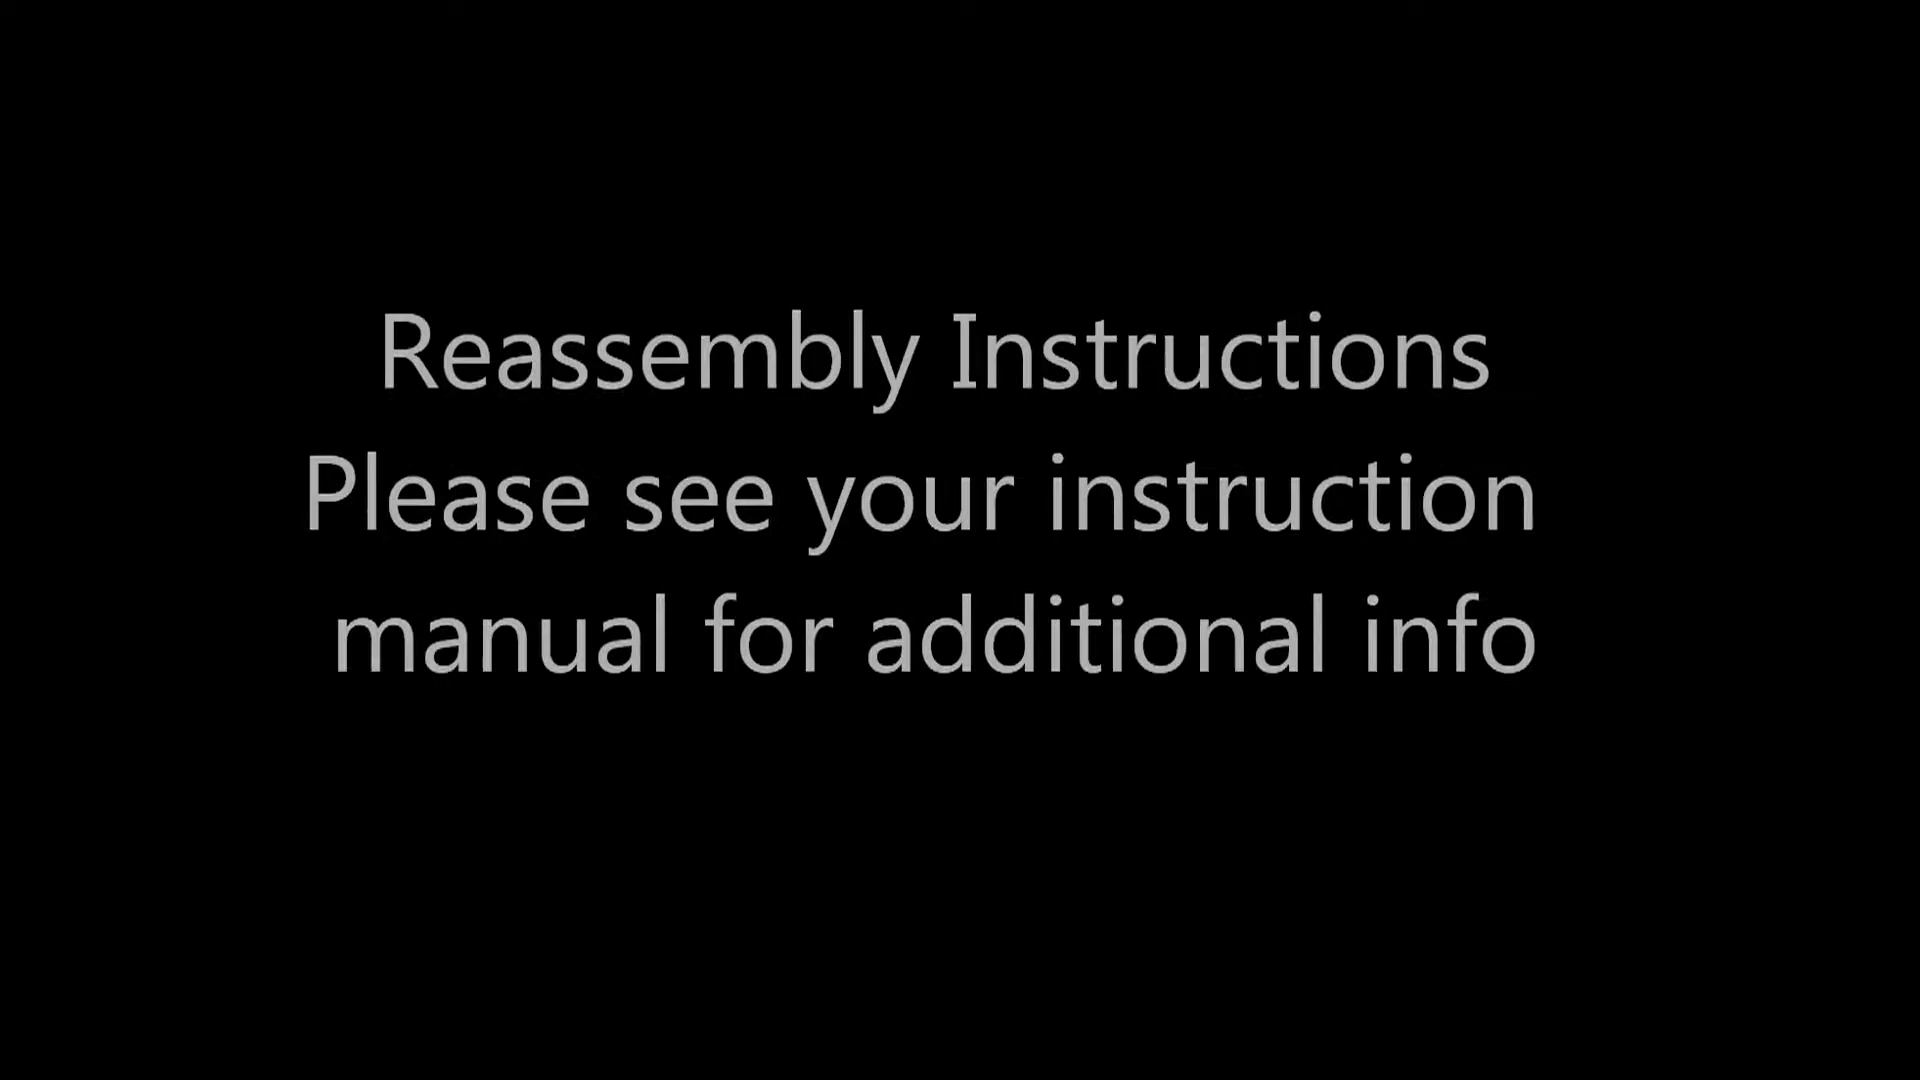 Reassembly Instructions
Please see your instruction
manual for additional info